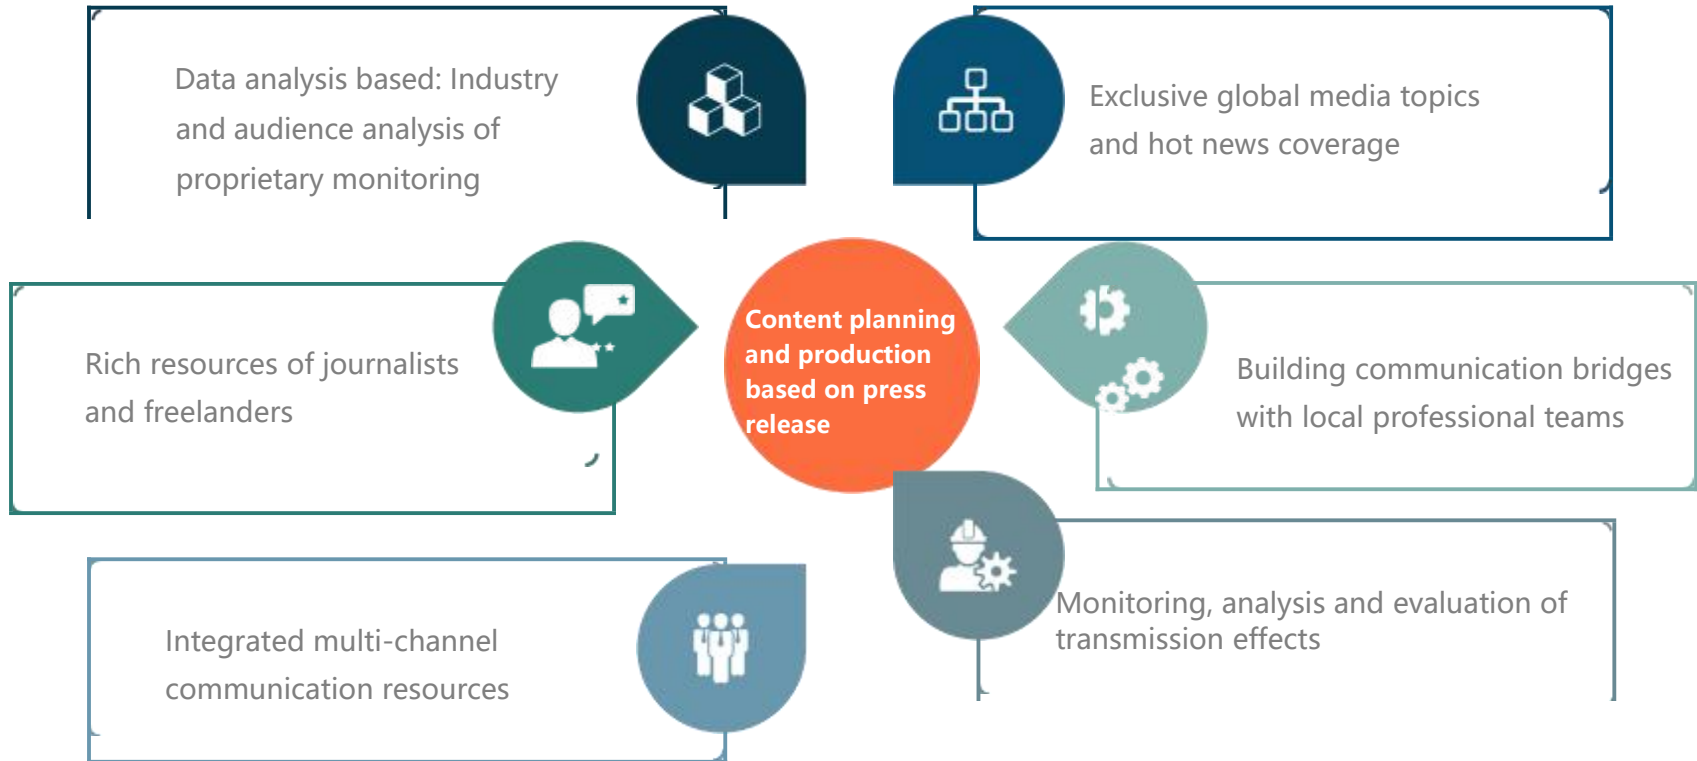 Data analysis based: Industry
and audience analysis of
proprietary monitoring
Exclusive global media topics
and hot news coverage
Rich resources of journalists
and freelanders
Content planning
and production
based on press
release
Building communication bridges
with local professional teams
Integrated multi-channel
communication resources
Monitoring, analysis and evaluation of
transmission effects